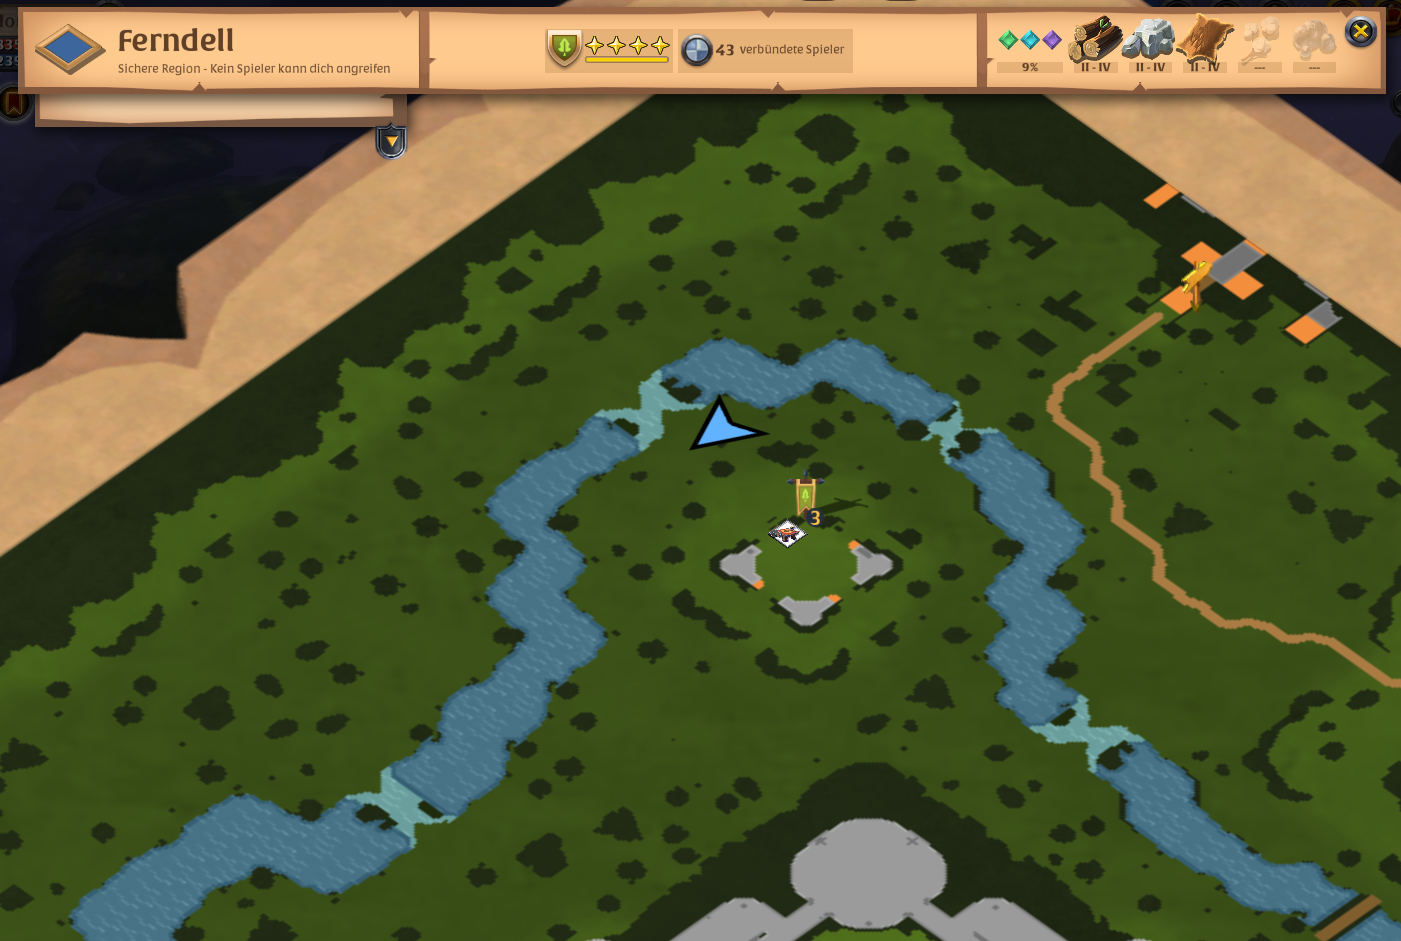 Ferndell
Sichere Region - Kein Spieler kann dich angreifen
43 verbündete Spieler
9%
II - IV
II - IV
II - IV
---
---
3